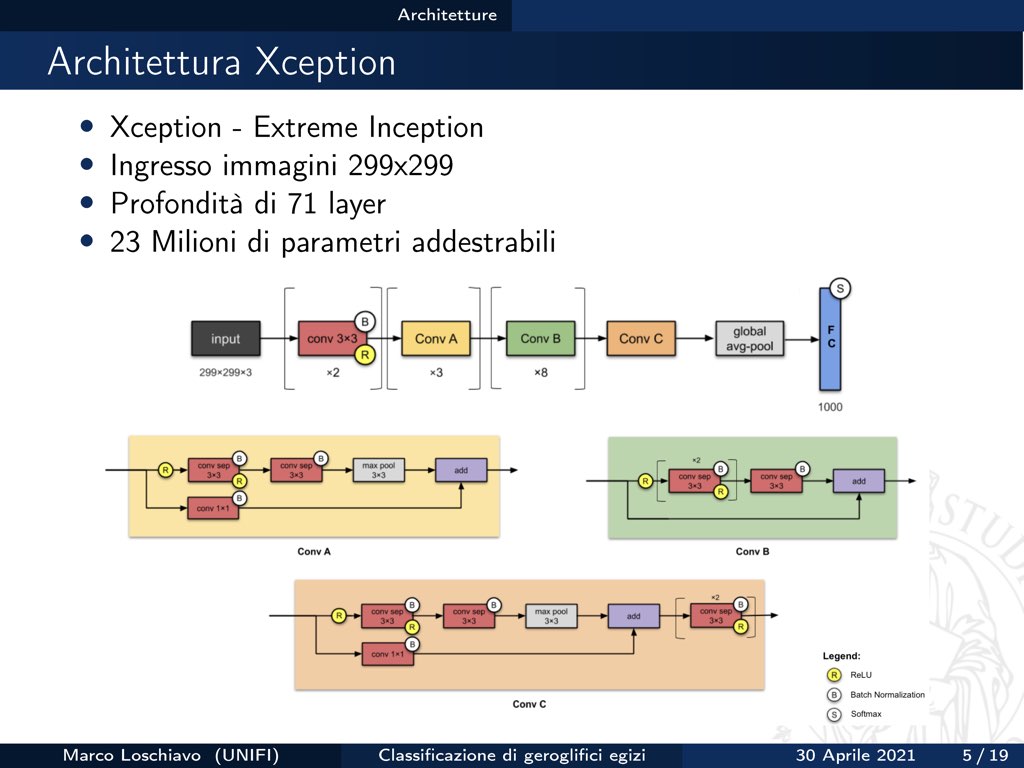 Architetture
Architettura Xception
• Xception - Extreme Inception
• Ingresso immagini 299x299
• Profondità di 71 layer
• 23 Milioni di parametri addestrabili
input
299×299×3
conv 3×3
B
R
×2
Conv A
×3
Conv B
×8
Conv C
global
avg-pool
S
F
C
1000
R
conv sep
3×3
B
R
conv sep
3×3
B
max pool
3×3
add
conv 1×1
B
Conv A
R
×2
conv sep
3×3
B
R
conv sep
3×3
B
add
Conv B
R
conv sep
3×3
B
R
conv sep
3×3
B
max pool
3×3
add
×2
conv sep
3×3
B
R
conv 1×1
B
Conv C
Legend:
R ReLU
B Batch Normalization
S Softmax
STUDI
Marco Loschiavo (UNIFI)
Classificazione di geroglifici egizi
30 Aprile 2021
5 / 19